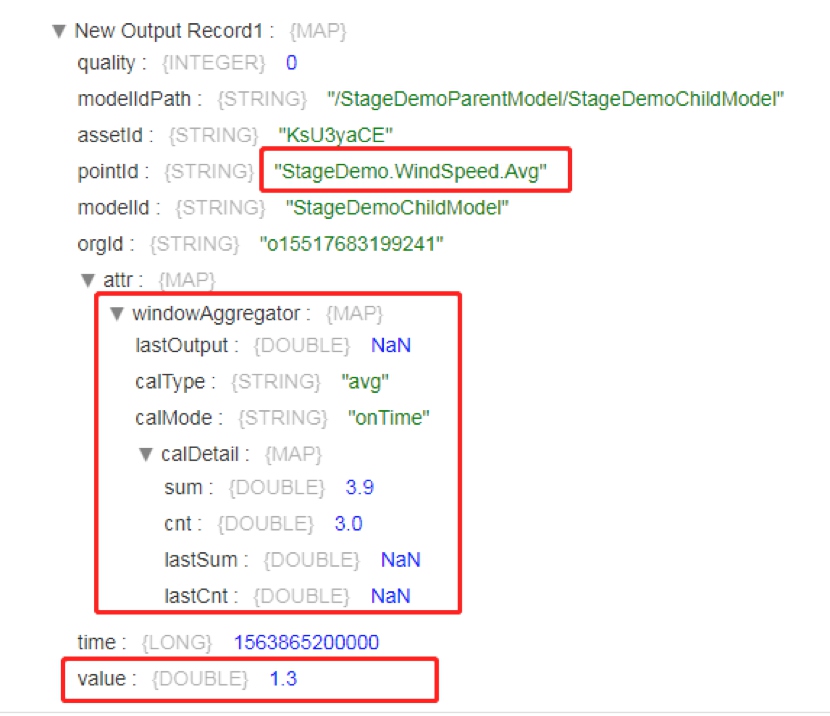 ▼ New Output Record1 : {MAP}
quality : {INTEGER} 0
modelIdPath : {STRING} "/StageDemoParentModel/StageDemoChildModel"
assetId : {STRING} "KsU3yaCE"
pointId : {STRING} "StageDemo.WindSpeed.Avg"
modelId : {STRING} "StageDemoChildModel"
orgId : {STRING} "o15517683199241"
▼ attr : {MAP}
▼ windowAggregator : {MAP}
lastOutput : {DOUBLE} NaN
calType : {STRING} "avg"
calMode : {STRING} "onTime"
▼ calDetail : {MAP}
sum : {DOUBLE} 3.9
cnt : {DOUBLE} 3.0
lastSum : {DOUBLE} NaN
lastCnt : {DOUBLE} NaN
time : {LONG} 1563865200000
value : {DOUBLE} 1.3